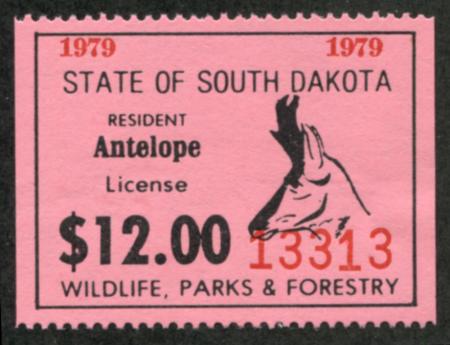 1979 1979
STATE OF SOUTH DAKOTA
RESIDENT
Antelope
License
$12.00 13313
WILDLIFE, PARKS & FORESTRY